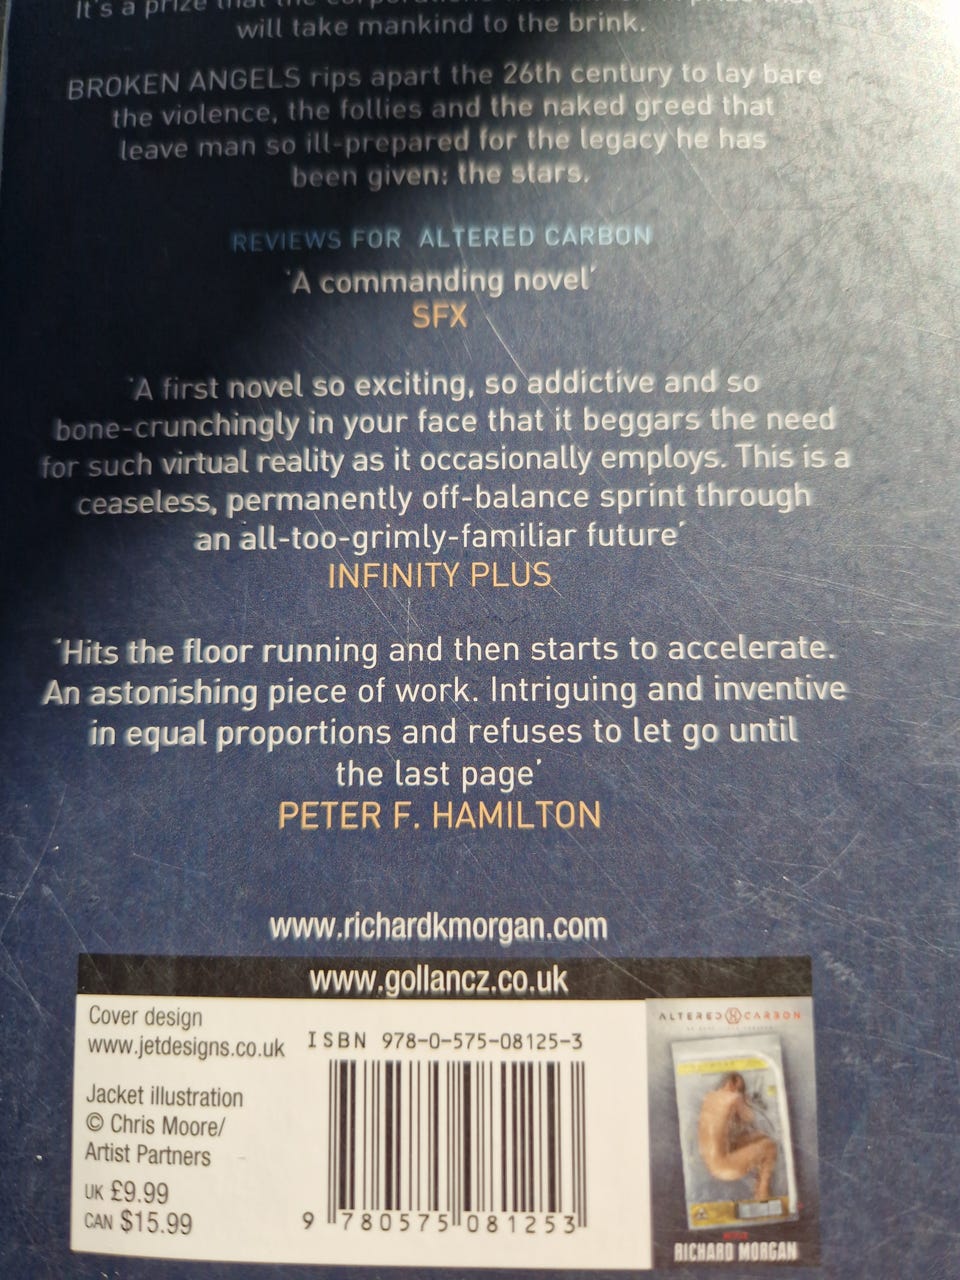 It's a prize that the corporations
will take mankind to the brink.
BROKEN ANGELS rips apart the 26th century to lay bare
the violence, the follies and the naked greed that
leave man so ill-prepared for the legacy he has
been given: the stars.
REVIEWS FOR ALTERED CARBON
'A commanding novel'
SFX
'A first novel so exciting, so addictive and so
bone-crunchingly in your face that it beggars the need
for such virtual reality as it occasionally employs. This is a
ceaseless, permanently off-balance sprint through
an all-too-grimly-familiar future'
INFINITY PLUS
'Hits the floor running and then starts to accelerate.
An astonishing piece of work. Intriguing and inventive
in equal proportions and refuses to let go until
the last page'
PETER F. HAMILTON
www.richardkmorgan.com
www.gollancz.co.uk
Cover design
www.jetdesigns.co.uk
Jacket illustration
© Chris Moore/
Artist Partners
UK £9.99
CAN $15.99
ISBN 978-0-575-08125-3
9 780575 081253
ALTERED CARBON
RICHARD MORGAN